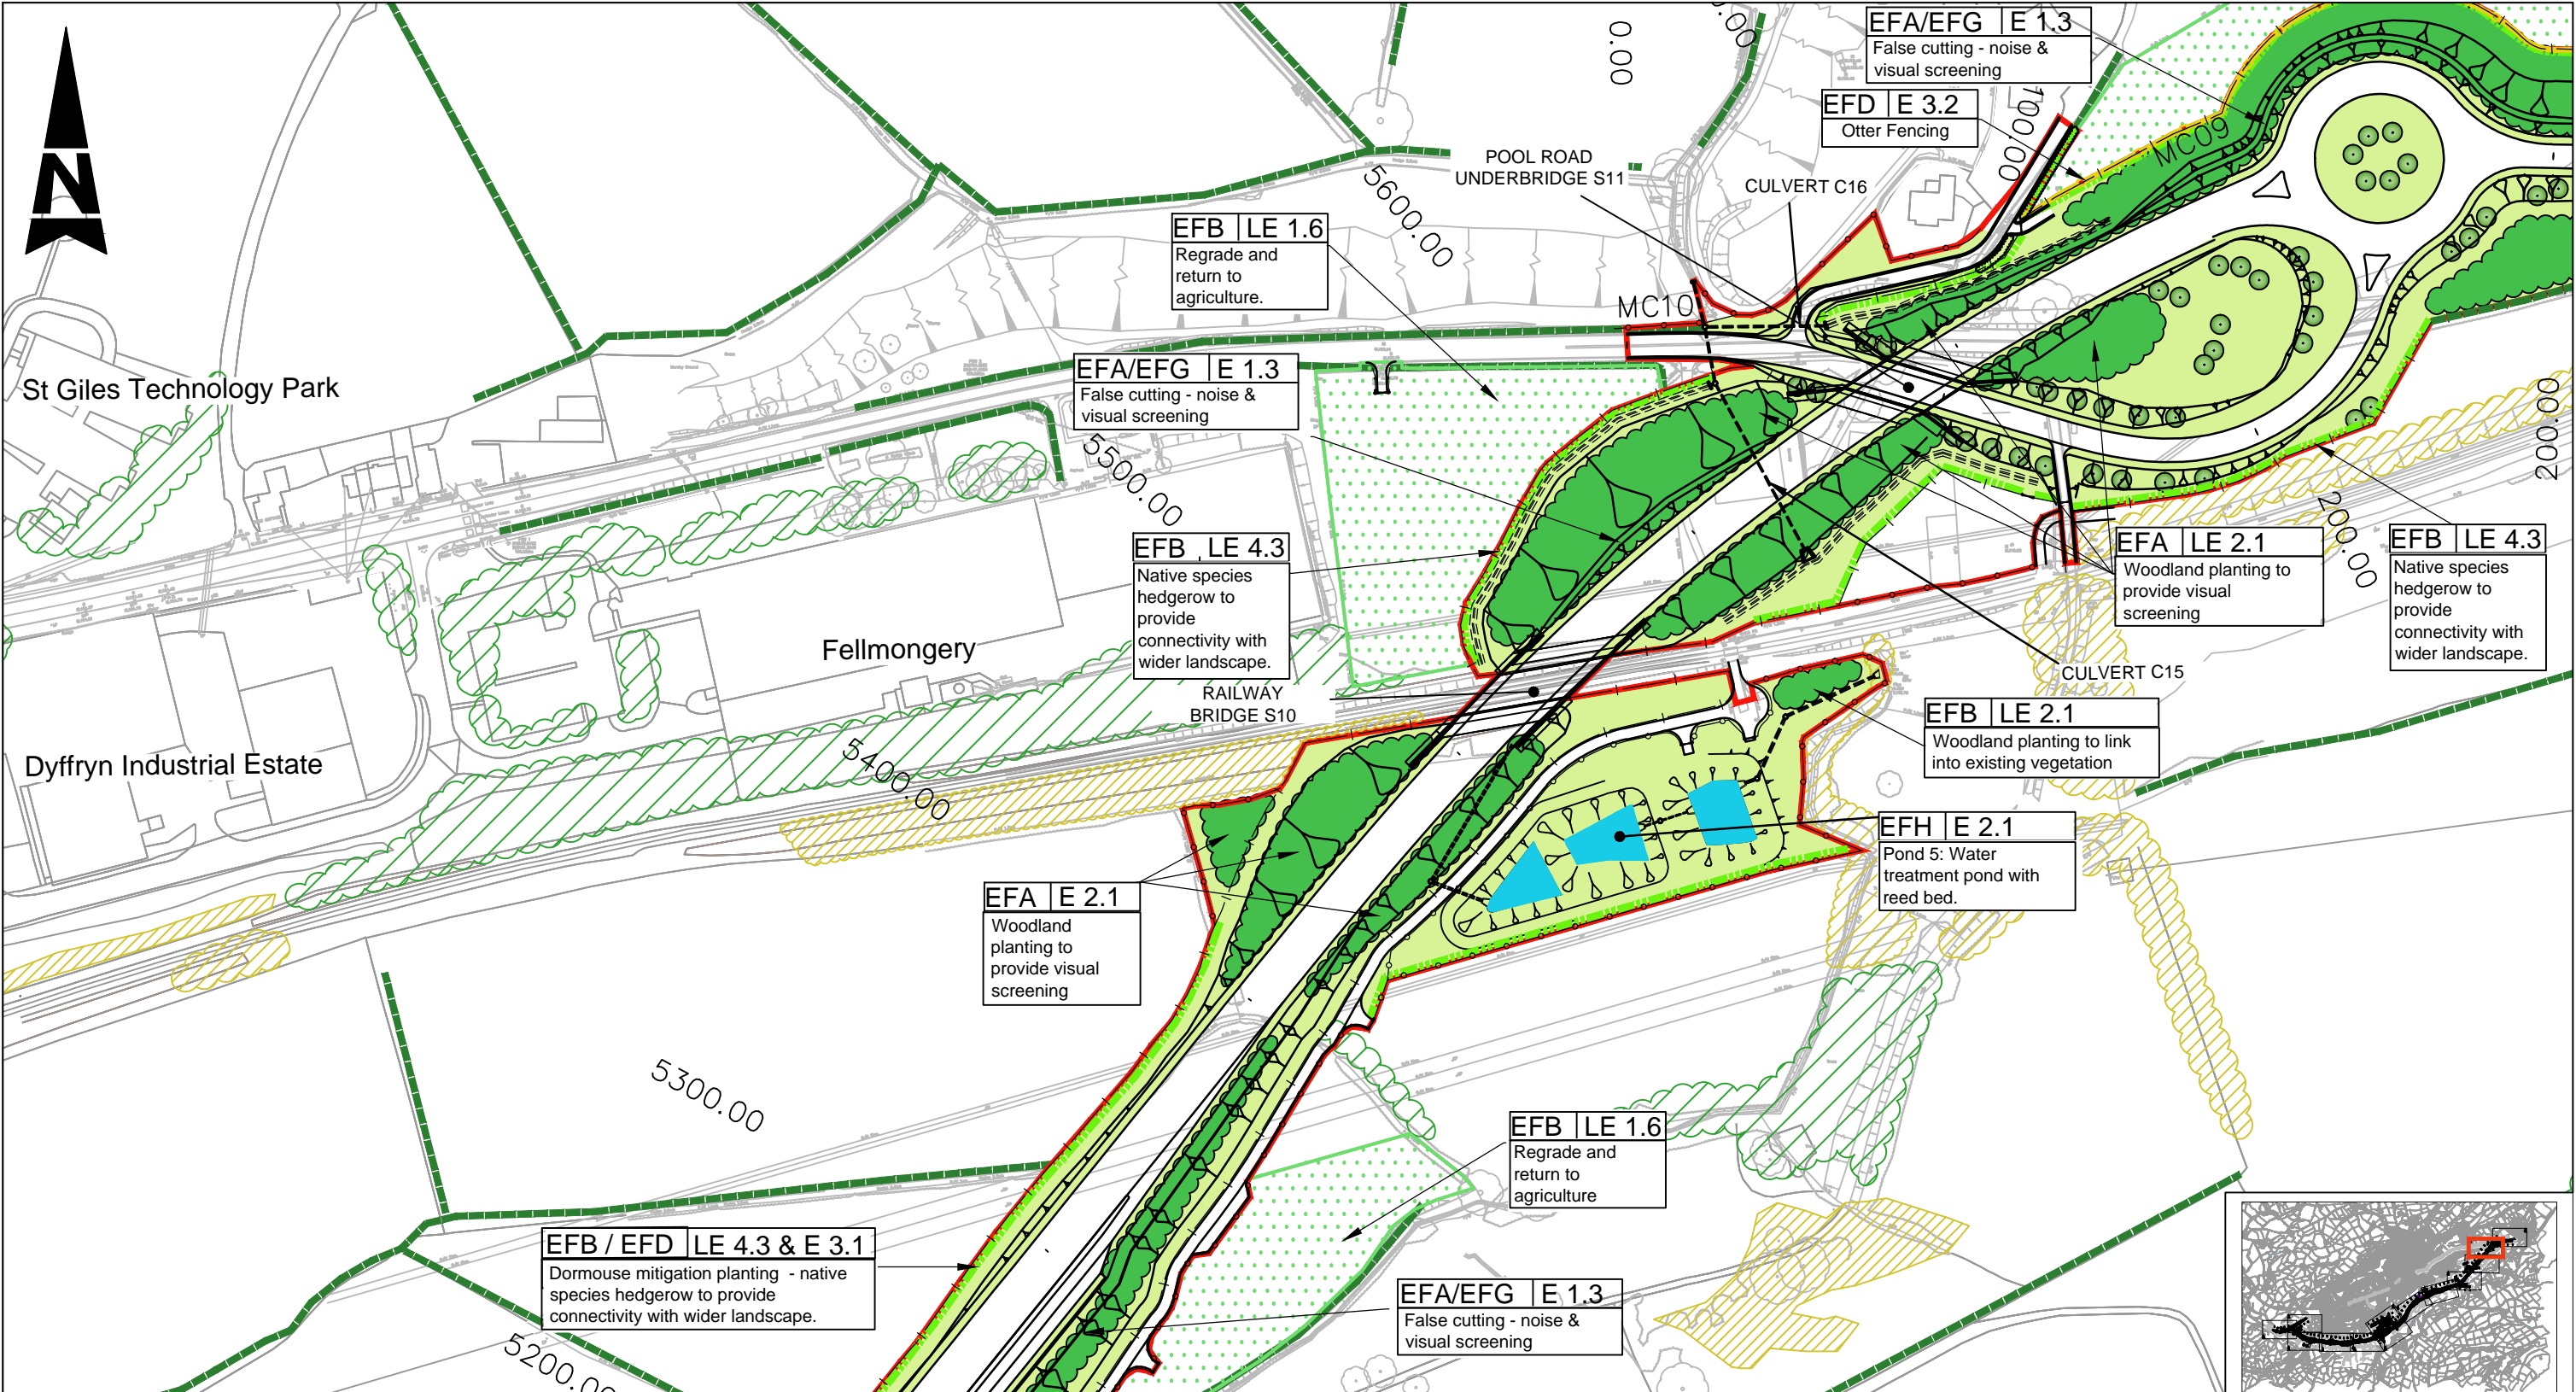 N
0.00
.00
EFA/EFG E 1.3
False cutting - noise &
visual screening
EFD E 3.2
Otter Fencing
100.00
MC09
POOL ROAD
UNDERBRIDGE S11
CULVERT C16
5600.00
EFB LE 1.6
Regrade and
return to
agriculture.
MC10
EFA/EFG E 1.3
False cutting - noise &
visual screening
St Giles Technology Park
5500.00
200.00
200.00
EFB LE 4.3
Native species
hedgerow to
provide
connectivity with
wider landscape.
EFA LE 2.1
Woodland planting to
provide visual
screening
EFB LE 4.3
Native species
hedgerow to
provide
connectivity with
wider landscape.
Fellmongery
CULVERT C15
RAILWAY
BRIDGE S10
EFB LE 2.1
Woodland planting to link
into existing vegetation
Dyffryn Industrial Estate
5400.00
EFH E 2.1
Pond 5: Water
treatment pond with
reed bed.
EFA E 2.1
Woodland
planting to
provide visual
screening
5300.00
EFB LE 1.6
Regrade and
return to
agriculture
EFB / EFD LE 4.3 & E 3.1
Dormouse mitigation planting - native
species hedgerow to provide
connectivity with wider landscape.
EFA/EFG E 1.3
False cutting - noise &
visual screening
5200.00